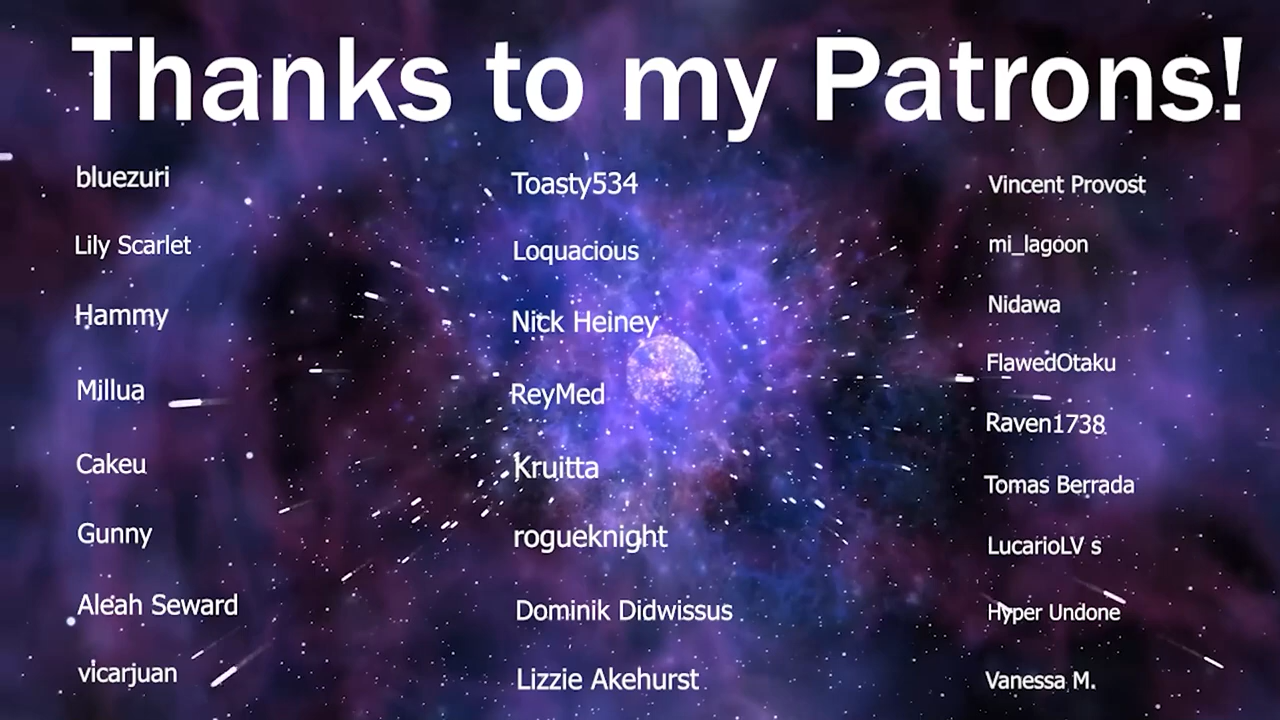 Thanks to my Patrons!
bluezuri
Lily Scarlet
Hammy
Millua
Cakeu
Gunny
Aleah Seward
vicarjuan
Toasty534
Loquacious
Nick Heiney
ReyMed
Kruitta
rogueknight
Dominik Didwissus
Lizzie Akehurst
Vincent Provost
mi_lagoon
Nidawa
FlawedOtaku
Raven1738
Tomas Berrada
LucarioLV s
Hyper Undone
Vanessa M.